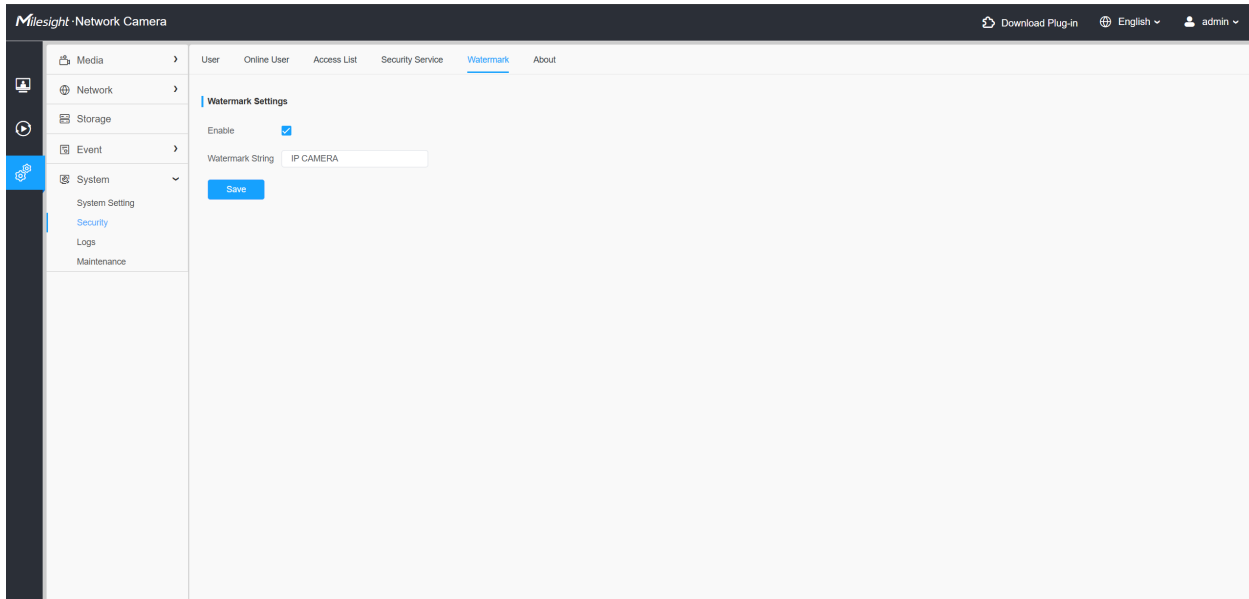 Milesight · Network Camera
Download Plug-in
English
admin
Media
Network
Storage
Event
System
System Setting
Security
Logs
Maintenance
User Online User Access List Security Service Watermark About
Watermark Settings
Enable
Watermark String IP CAMERA
Save